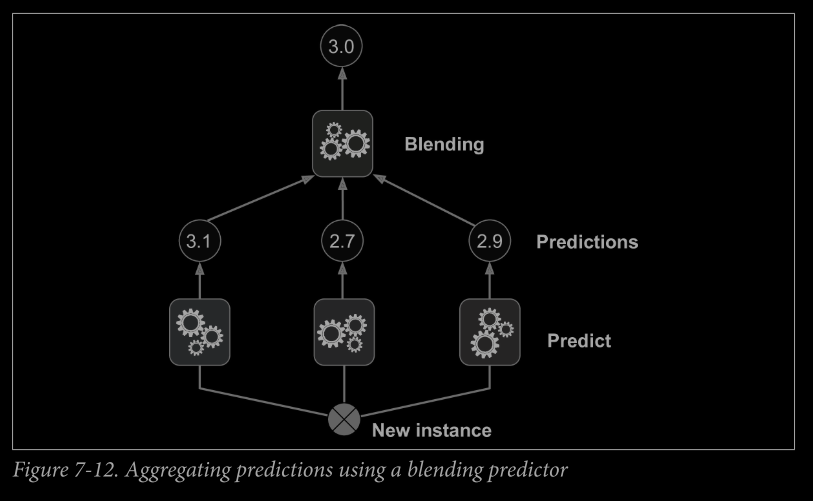 3.0
Blending
3.1 2.7 2.9 Predictions
Predict
New instance
Figure 7-12. Aggregating predictions using a blending predictor